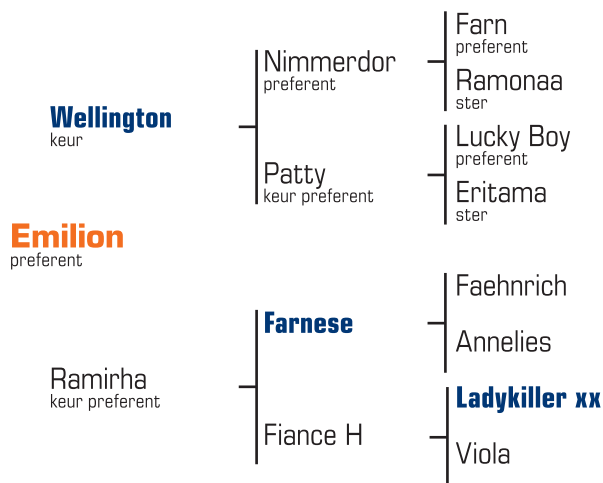 Farn
preferent
Nimmerdor
preferent
Ramonaa
ster
Wellington
keur
Lucky Boy
preferent
Patty
keur preferent
Eritama
ster
Emilion
preferent
Faehnrich
Farnese
Annelies
Ramirha
keur preferent
Ladykiller xx
Fiance H
Viola